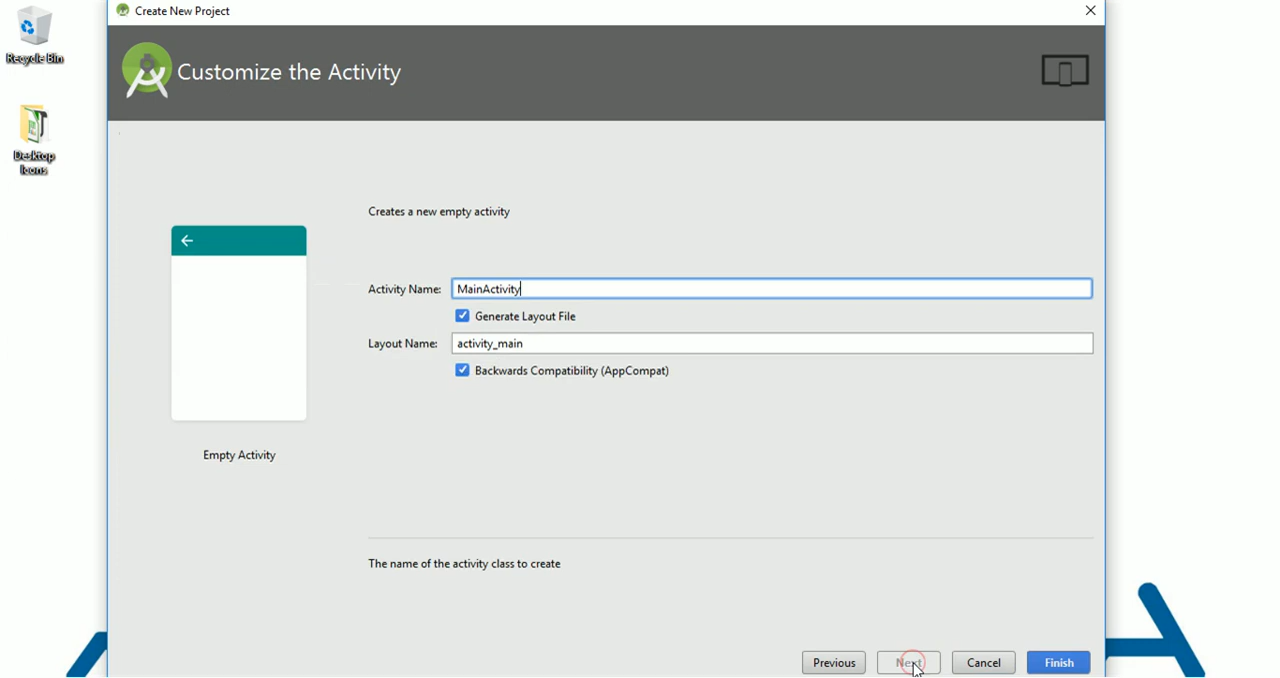 Create New Project
Recycle Bin
Customize the Activity
Desktop
Icons
Creates a new empty activity
Activity Name: MainActivity
Generate Layout File
Layout Name: activity_main
Backwards Compatibility (AppCompat)
Empty Activity
The name of the activity class to create
Previous Next Cancel Finish